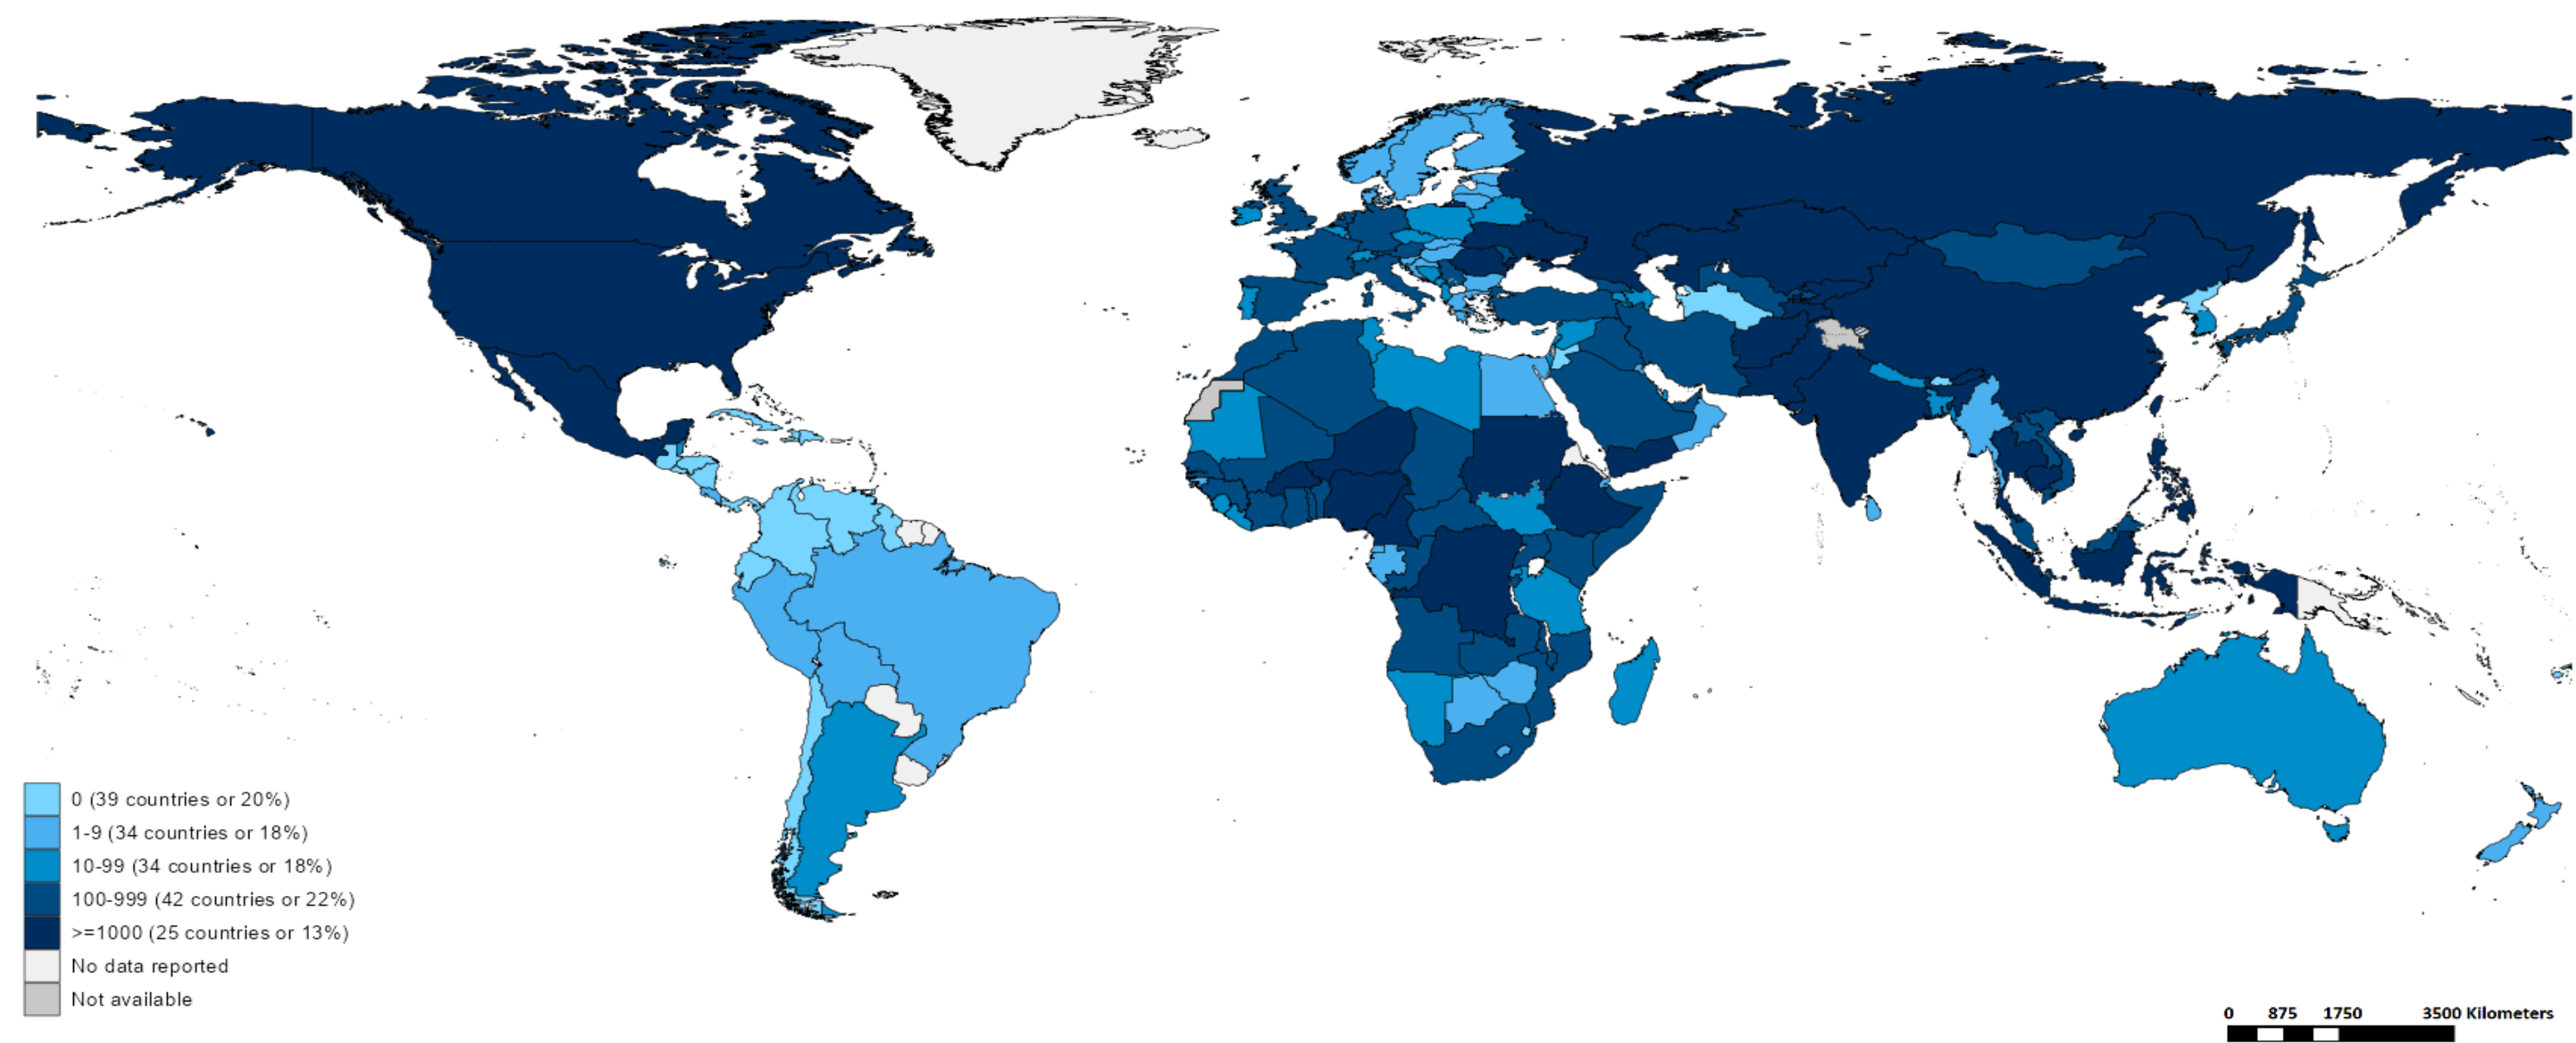 0 (39 countries or 20%)
1-9 (34 countries or 18%)
10-99 (34 countries or 18%)
100-999 (42 countries or 22%)
>=1000 (25 countries or 13%)
No data reported
Not available
0 875 1750 3500 Kilometers